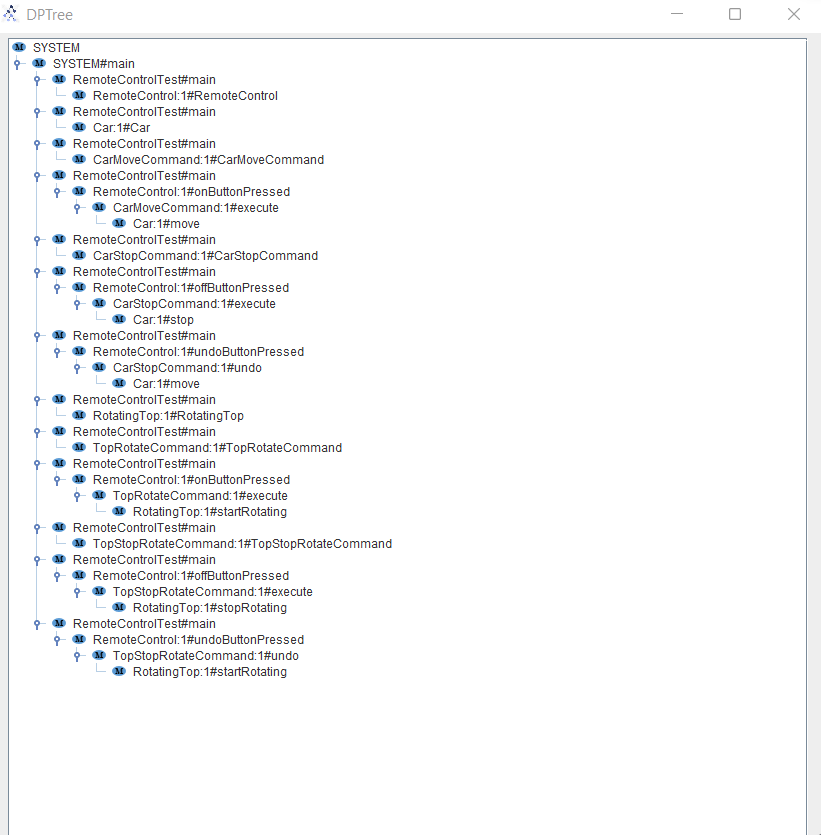 DPTree
SYSTEM
SYSTEM#main
RemoteControlTest#main
RemoteControl:1#RemoteControl
RemoteControlTest#main
Car:1#Car
RemoteControlTest#main
CarMoveCommand:1#CarMoveCommand
RemoteControlTest#main
RemoteControl:1#onButtonPressed
CarMoveCommand:1#execute
Car:1#move
RemoteControlTest#main
CarStopCommand:1#CarStopCommand
RemoteControlTest#main
RemoteControl:1#offButtonPressed
CarStopCommand:1#execute
Car:1#stop
RemoteControlTest#main
RemoteControl:1#undoButtonPressed
CarStopCommand:1#undo
Car:1#move
RemoteControlTest#main
RotatingTop:1#RotatingTop
RemoteControlTest#main
TopRotateCommand:1#TopRotateCommand
RemoteControlTest#main
RemoteControl:1#onButtonPressed
TopRotateCommand:1#execute
RotatingTop:1#startRotating
RemoteControlTest#main
TopStopRotateCommand:1#TopStopRotateCommand
RemoteControlTest#main
RemoteControl:1#offButtonPressed
TopStopRotateCommand:1#execute
RotatingTop:1#stopRotating
RemoteControlTest#main
RemoteControl:1#undoButtonPressed
TopStopRotateCommand:1#undo
RotatingTop:1#startRotating